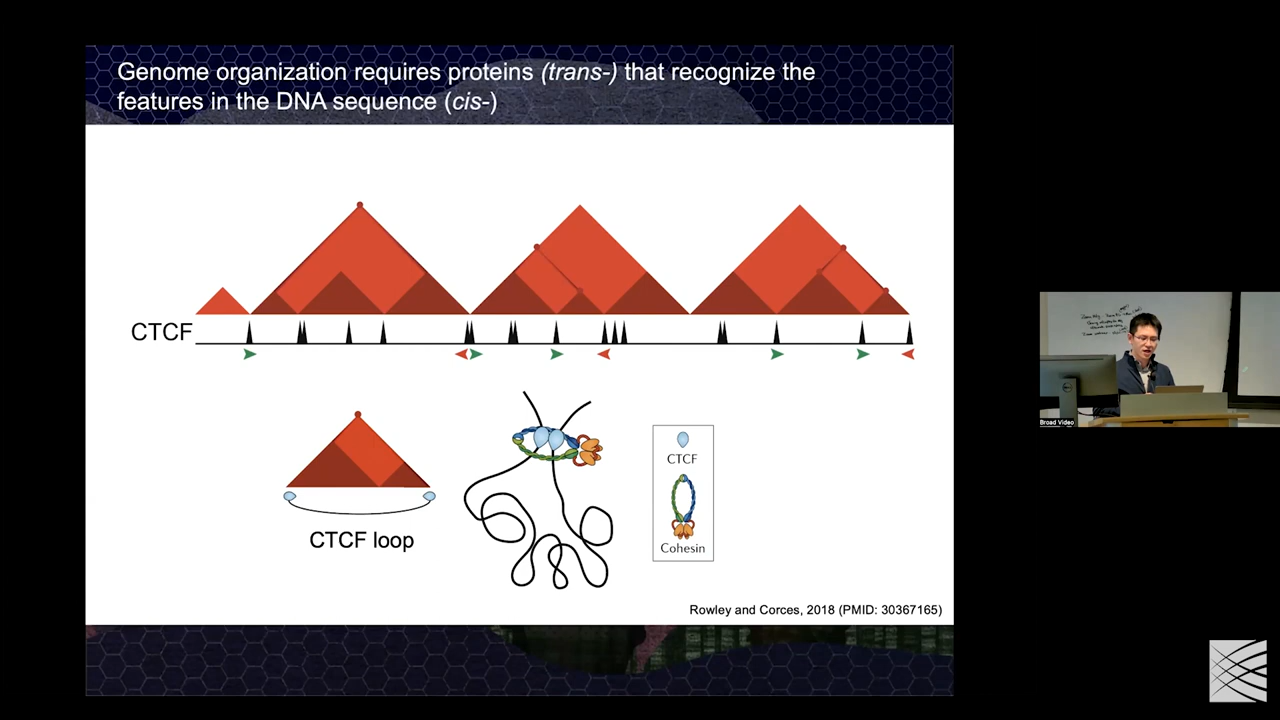 Genome organization requires proteins (trans-) that recognize the
features in the DNA sequence (cis-)
CTCF
CTCF loop
CTCF
Cohesin
Rowley and Corces, 2018 (PMID: 30367165)
Broad Video